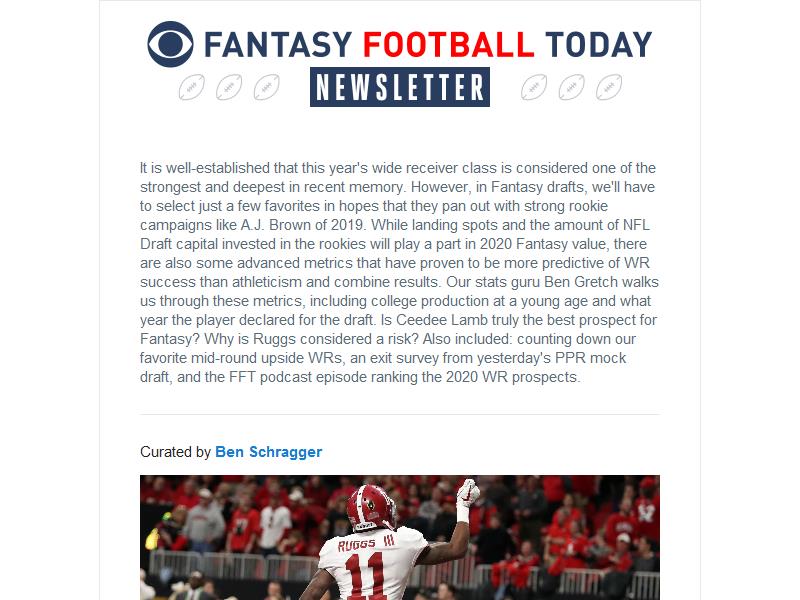 FANTASY FOOTBALL TODAY
NEWSLETTER
It is well-established that this year's wide receiver class is considered one of the
strongest and deepest in recent memory. However, in Fantasy drafts, we'll have
to select just a few favorites in hopes that they pan out with strong rookie
campaigns like A.J. Brown of 2019. While landing spots and the amount of NFL
Draft capital invested in the rookies will play a part in 2020 Fantasy value, there
are also some advanced metrics that have proven to be more predictive of WR
success than athleticism and combine results. Our stats guru Ben Gretch walks
us through these metrics, including college production at a young age and what
year the player declared for the draft. Is Ceedee Lamb truly the best prospect for
Fantasy? Why is Ruggs considered a risk? Also included: counting down our
favorite mid-round upside WRs, an exit survey from yesterday's PPR mock
draft, and the FFT podcast episode ranking the 2020 WR prospects.
Curated by Ben Schragger
RUGGS III
11